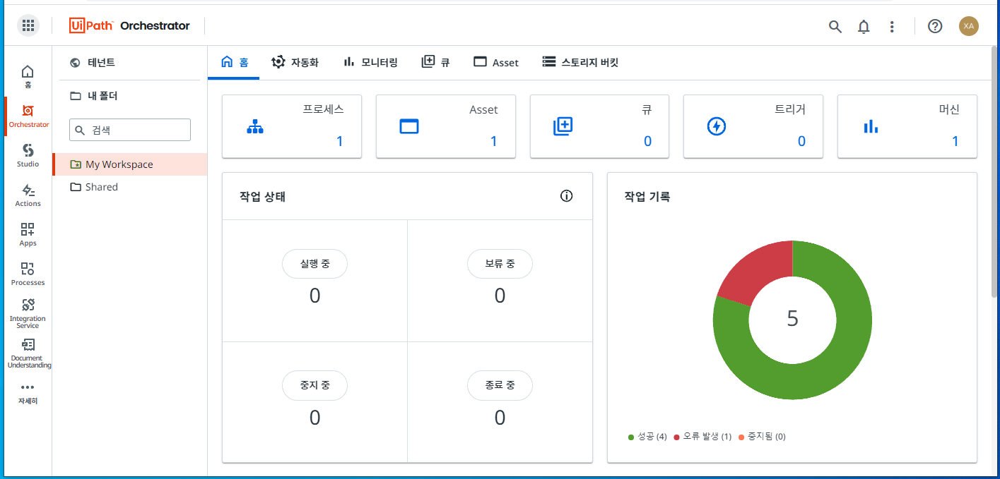 UiPath Orchestrator
XA
홈
Orchestrator
Studio
Actions
Apps
Processes
Integration
Service
Document
Understanding
자세히
테넌트
내 폴더
검색
My Workspace
Shared
홈
자동화
모니터링
큐
Asset
스토리지 버킷
프로세스
1
Asset
1
큐
0
트리거
0
머신
1
작업 상태
실행 중
0
보류 중
0
중지 중
0
종료 중
0
작업 기록
5
성공 (4) 오류 발생 (1) 중지됨 (0)